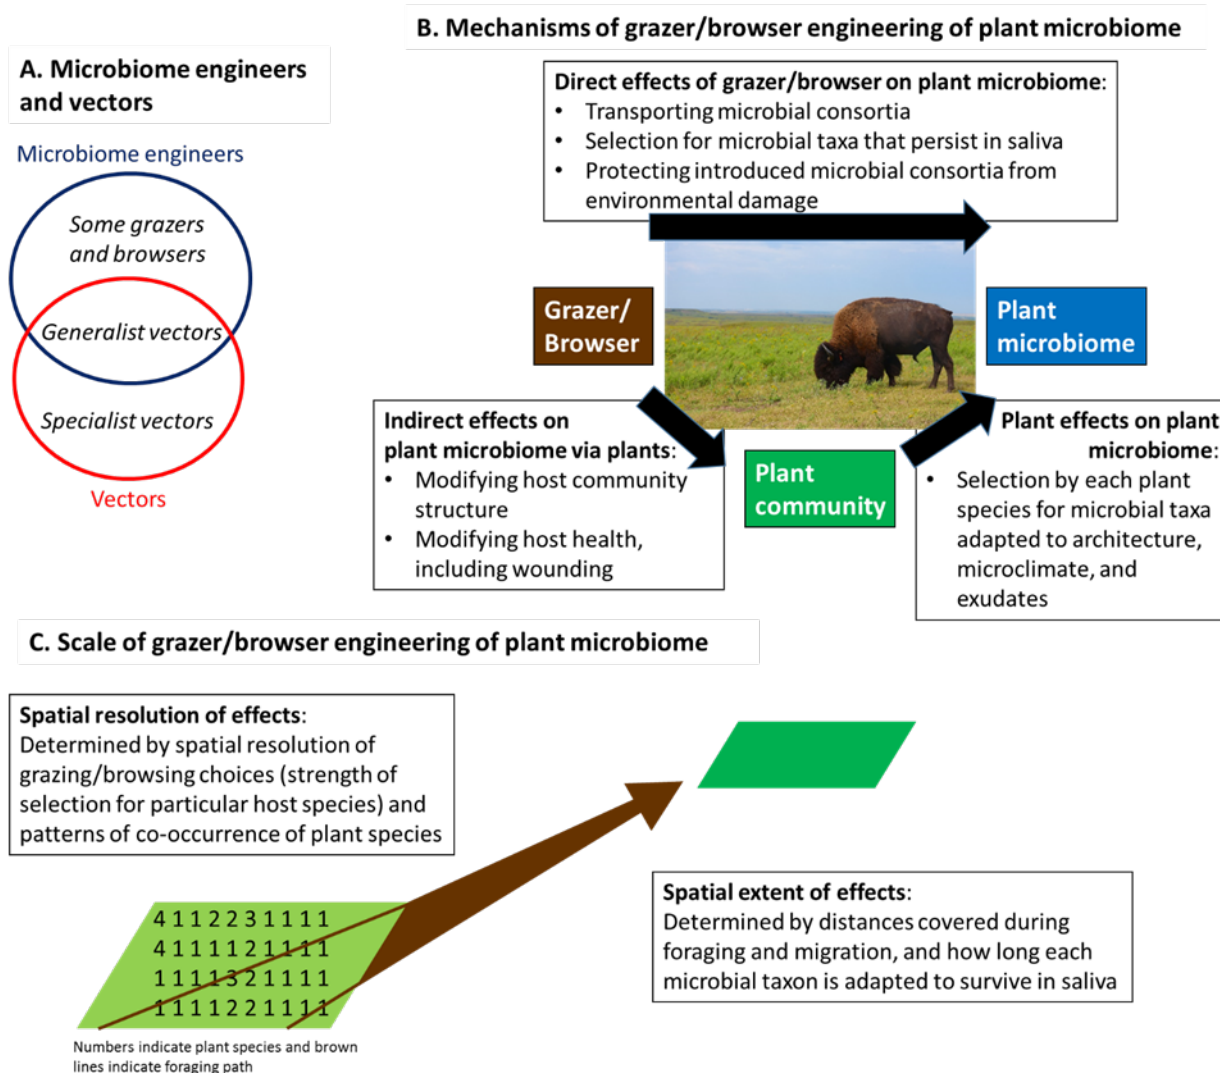 B. Mechanisms of grazer/browser engineering of plant microbiome
A. Microbiome engineers
and vectors
Microbiome engineers
Some grazers
and browsers
Generalist vectors
Specialist vectors
Vectors
Direct effects of grazer/browser on plant microbiome:
• Transporting microbial consortia
• Selection for microbial taxa that persist in saliva
• Protecting introduced microbial consortia from
environmental damage
Grazer/
Browser
Plant
microbiome
Indirect effects on
plant microbiome via plants:
• Modifying host community
structure
• Modifying host health,
including wounding
Plant
community
Plant effects on plant
microbiome:
• Selection by each plant
species for microbial taxa
adapted to architecture,
microclimate, and
exudates
C. Scale of grazer/browser engineering of plant microbiome
Spatial resolution of effects:
Determined by spatial resolution of
grazing/browsing choices (strength of
selection for particular host species) and
patterns of co-occurrence of plant species
4 1 1 2 2 3 1 1 1 1
4 1 1 1 1 2 1 1 1 1
1 1 1 1 3 2 1 1 1 1
1 1 1 1 2 2 1 1 1 1
Numbers indicate plant species and brown
lines indicate foraging path
Spatial extent of effects:
Determined by distances covered during
foraging and migration, and how long each
microbial taxon is adapted to survive in saliva